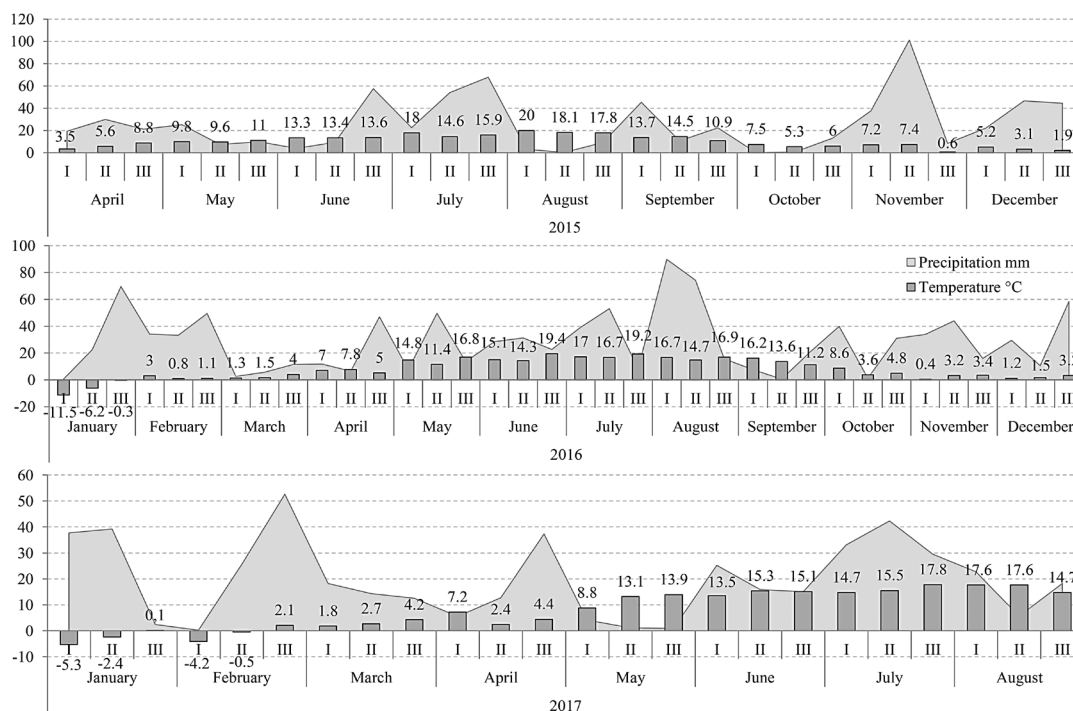 120
100
80
60
40
20
0
3.5 5.6 8.8 9.8 9.6 11 13.3 13.4 13.6 18 14.6 15.9 20 18.1 17.8 13.7 14.5 10.9 7.5 5.3 6 7.2 7.4 0.6 5.2 3.1 1.9
I II III I II III I II III I II III I II III I II III I II III I II III I II III
April May June July August September October November December
2015
100
80
60
40
20
0
-20
Precipitation mm
Temperature °C
-11.5 -6.2 -0.3 3 0.8 1.1 1.3 1.5 4 7 7.8 5 14.8 11.4 16.8 15.1 14.3 19.4 17 16.7 19.2 16.7 14.7 16.9 16.2 13.6 11.2 8.6 3.6 4.8 0.4 3.2 3.4 1.2 1.5
I II III I II III I II III I II III I II III I II III I II III I II III I II III I II III I II III I II III
January February March April May June July August September October November December
2016
60
50
40
30
20
10
0
-10
-5.3 -2.4 0.1 -4.2 -0.5 2.1 1.8 2.7 4.2 7.2 2.4 4.4 8.8 13.1 13.9 13.5 15.3 15.1 14.7 15.5 17.8 17.6 17.6 14.7
I II III I II III I II III I II III I II III I II III I II III I II III
January February March April May June July August
2017